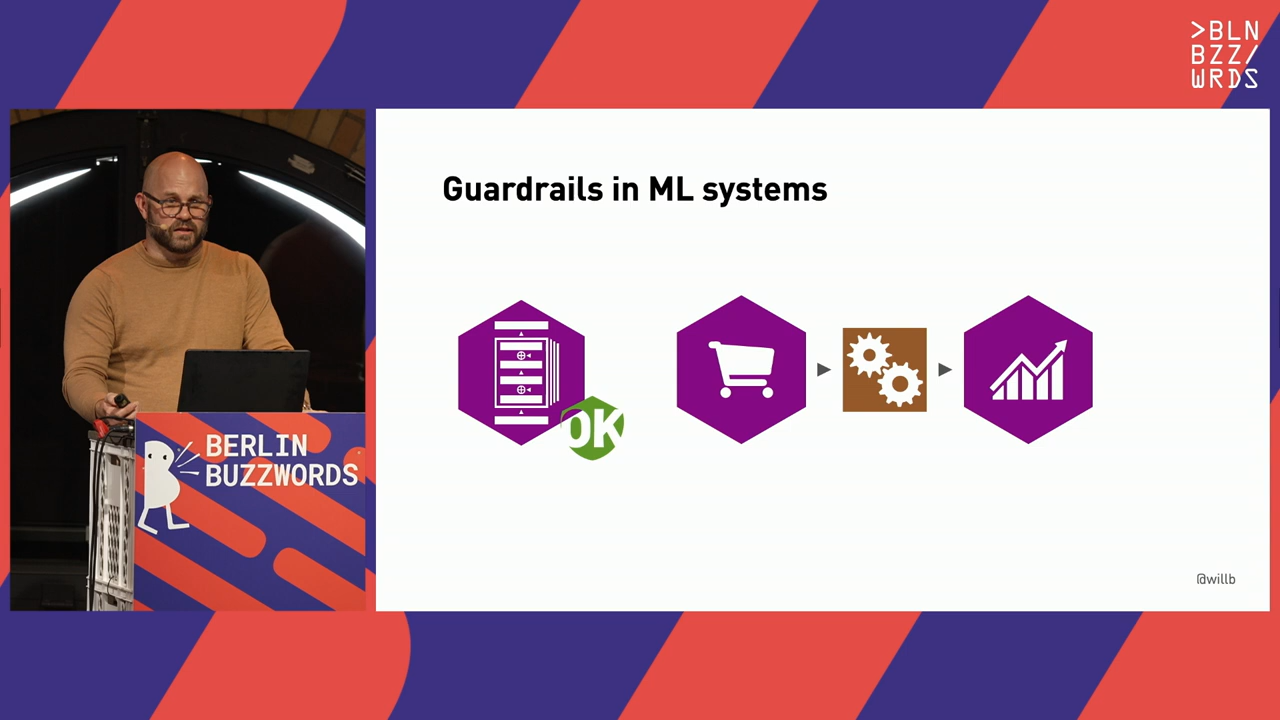 >BLN
BZZ/
WRDS
Guardrails in ML systems
OK
BERLIN
BUZZWORDS
@willb